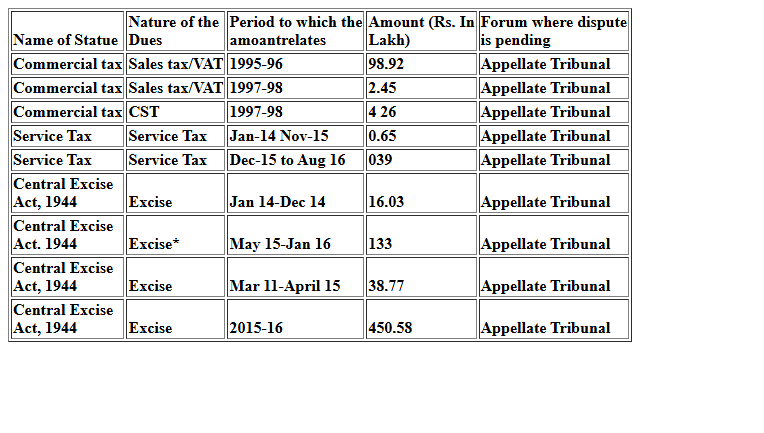 Name of Statue Nature of the Dues Period to which the amoantrelates Amount (Rs. In Lakh) Forum where dispute is pending
Commercial tax Sales tax/VAT 1995-96 98.92 Appellate Tribunal
Commercial tax Sales tax/VAT 1997-98 2.45 Appellate Tribunal
Commercial tax CST 1997-98 4 26 Appellate Tribunal
Service Tax Service Tax Jan-14 Nov-15 0.65 Appellate Tribunal
Service Tax Service Tax Dec-15 to Aug 16 039 Appellate Tribunal
Central Excise Act, 1944 Excise Jan 14-Dec 14 16.03 Appellate Tribunal
Central Excise Act. 1944 Excise* May 15-Jan 16 133 Appellate Tribunal
Central Excise Act, 1944 Excise Mar 11-April 15 38.77 Appellate Tribunal
Central Excise Act, 1944 Excise 2015-16 450.58 Appellate Tribunal